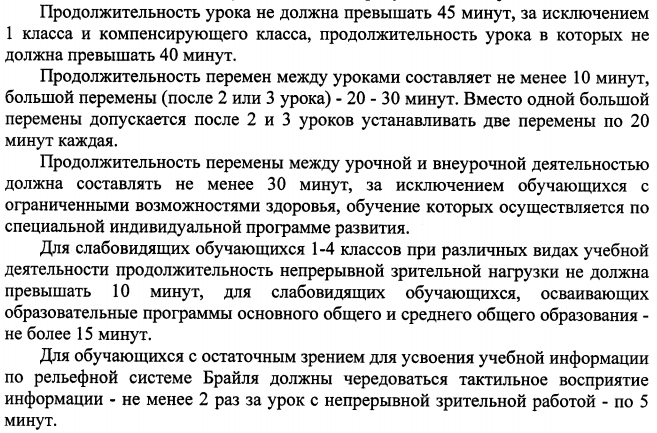 Продолжительность урока не должна превышать 45 минут, за исключением
1 класса и компенсирующего класса, продолжительность урока в которых не
должна превышать 40 минут.
Продолжительность перемен между уроками составляет не менее 10 минут,
большой перемены (после 2 или 3 урока) - 20 - 30 минут. Вместо одной большой
перемены допускается после 2 и 3 уроков устанавливать две перемены по 20
минут каждая.
Продолжительность перемены между урочной и внеурочной деятельностью
должна составлять не менее 30 минут, за исключением обучающихся с
ограниченными возможностями здоровья, обучение которых осуществляется по
специальной индивидуальной программе развития.
Для слабовидящих обучающихся 1-4 классов при различных видах учебной
деятельности продолжительность непрерывной зрительной нагрузки не должна
превышать 10 минут, для слабовидящих обучающихся, осваивающих
образовательные программы основного общего и среднего общего образования -
не более 15 минут.
Для обучающихся с остаточным зрением для усвоения учебной информации
по рельефной системе Брайля должны чередоваться тактильное восприятие
информации - не менее 2 раз за урок с непрерывной зрительной работой - по 5
минут.